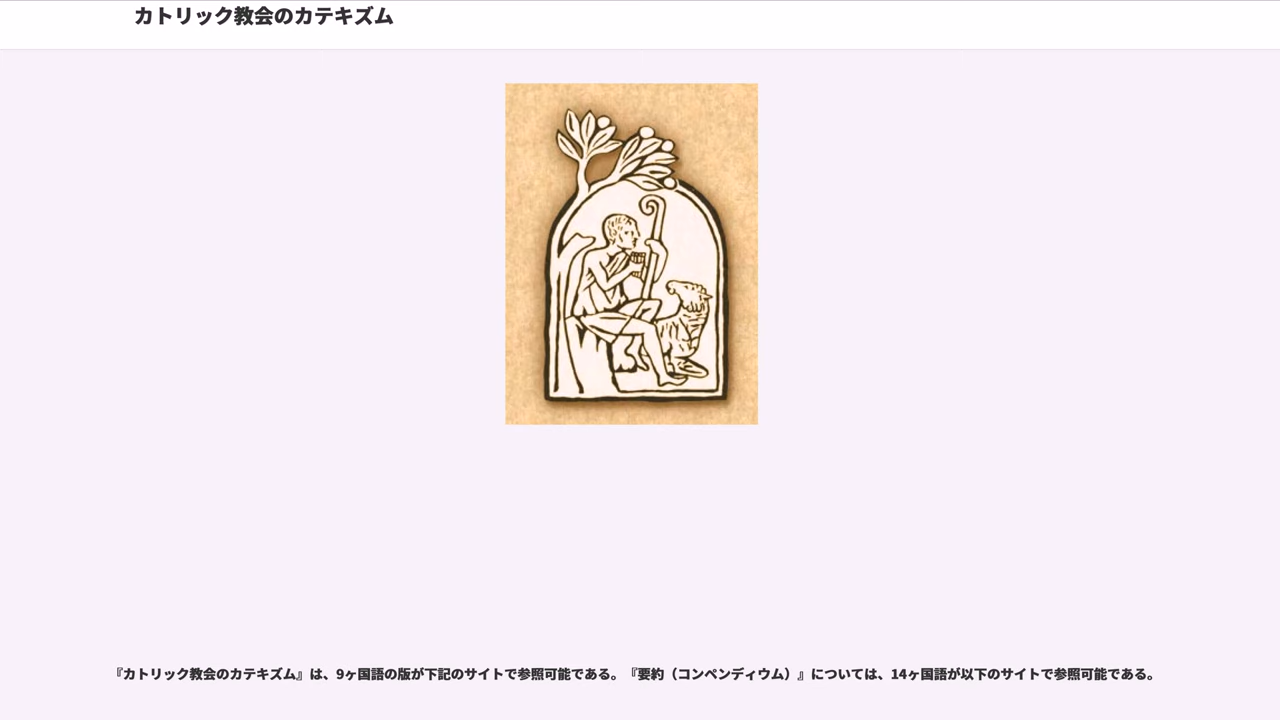 カトリック教会のカテキズム
『カトリック教会のカテキズム』は、9ヶ国語の版が下記のサイトで参照可能である。『要約（コンペンディウム）』については、14ヶ国語が以下のサイトで参照可能である。